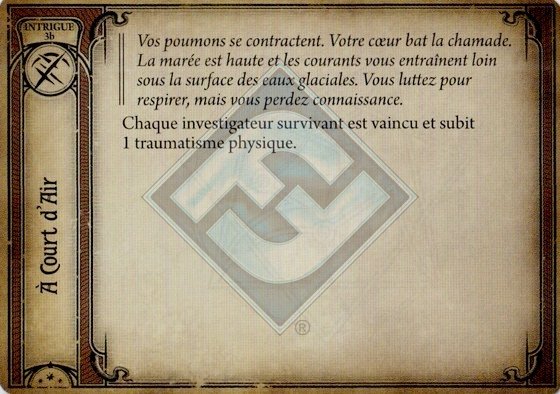 INTRIGUE
3b
Vos poumons se contractent. Votre cœur bat la chamade.
La marée est haute et les courants vous entraînent loin
sous la surface des eaux glaciales. Vous luttez pour
respirer, mais vous perdez connaissance.
Chaque investigateur survivant est vaincu et subit
1 traumatisme physique.
À Court d'Air
®